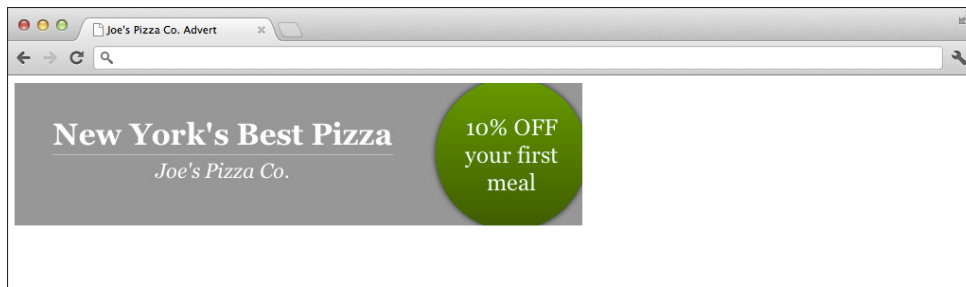 Joe's Pizza Co. Advert
New York's Best Pizza
Joe's Pizza Co.
10% OFF
your first
meal